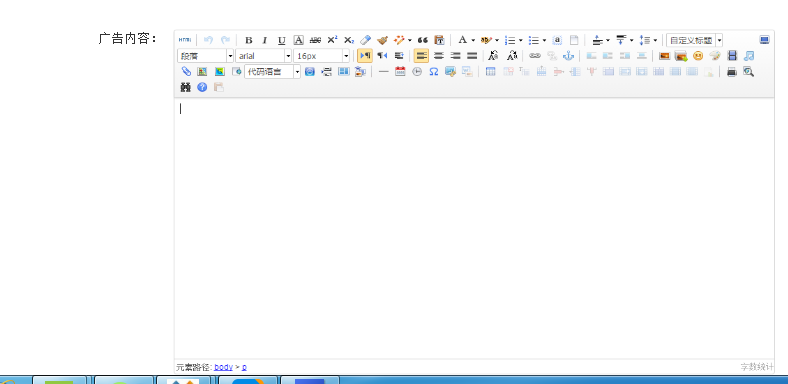 广告内容：
HTML B I U A ABC X² X₂ A ab 自定义标题
段落 arial 16px
代码语言
元素路径: body > p
字数统计